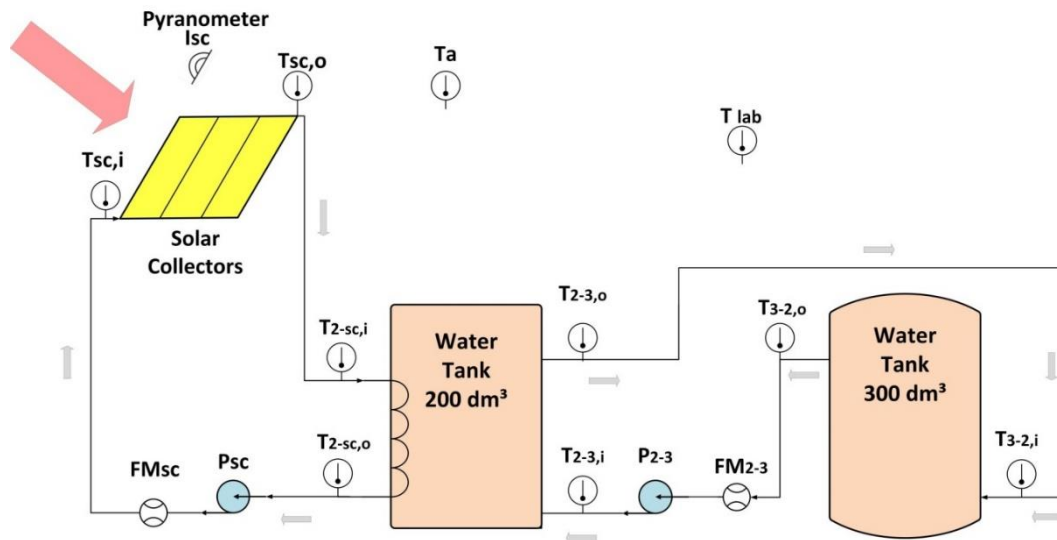 Pyranometer
Isc
Tsc,o
Ta
T lab
Tsc,i
Solar
Collectors
T2-sc,i
Water
Tank
200 dm³
T2-3,o
T3-2,o
Water
Tank
300 dm³
T2-sc,o
T2-3,i
P2-3
FM2-3
T3-2,i
FMsc
Psc